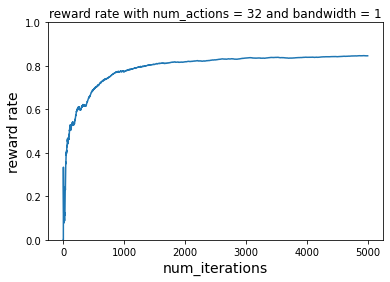 reward rate with num_actions = 32 and bandwidth = 1
1.0
0.8
0.6
0.4
0.2
0.0
reward rate
0 1000 2000 3000 4000 5000
num_iterations